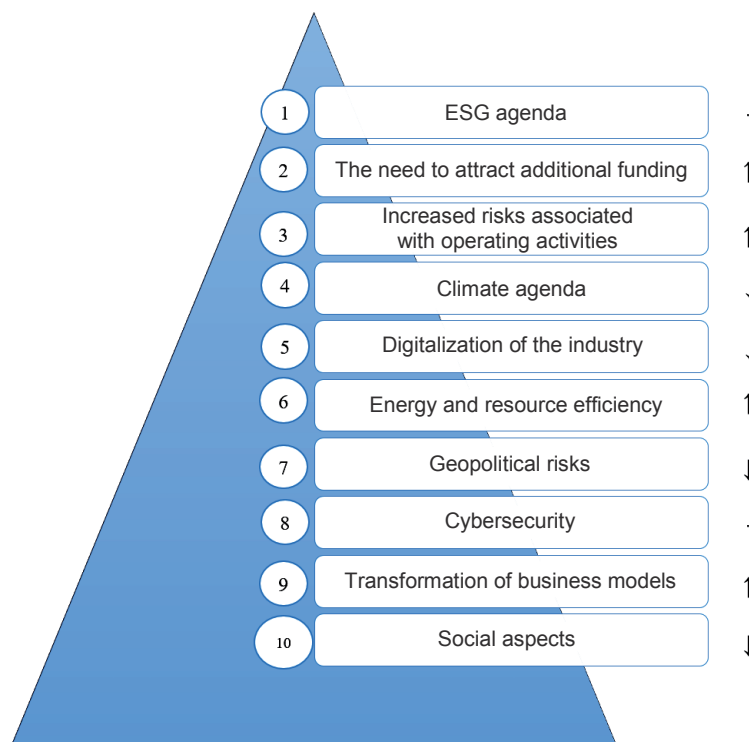 1 ESG agenda
2 The need to attract additional funding ↑
3 Increased risks associated
with operating activities ↑
4 Climate agenda
5 Digitalization of the industry
6 Energy and resource efficiency ↑
7 Geopolitical risks
8 Cybersecurity
9 Transformation of business models ↑
10 Social aspects